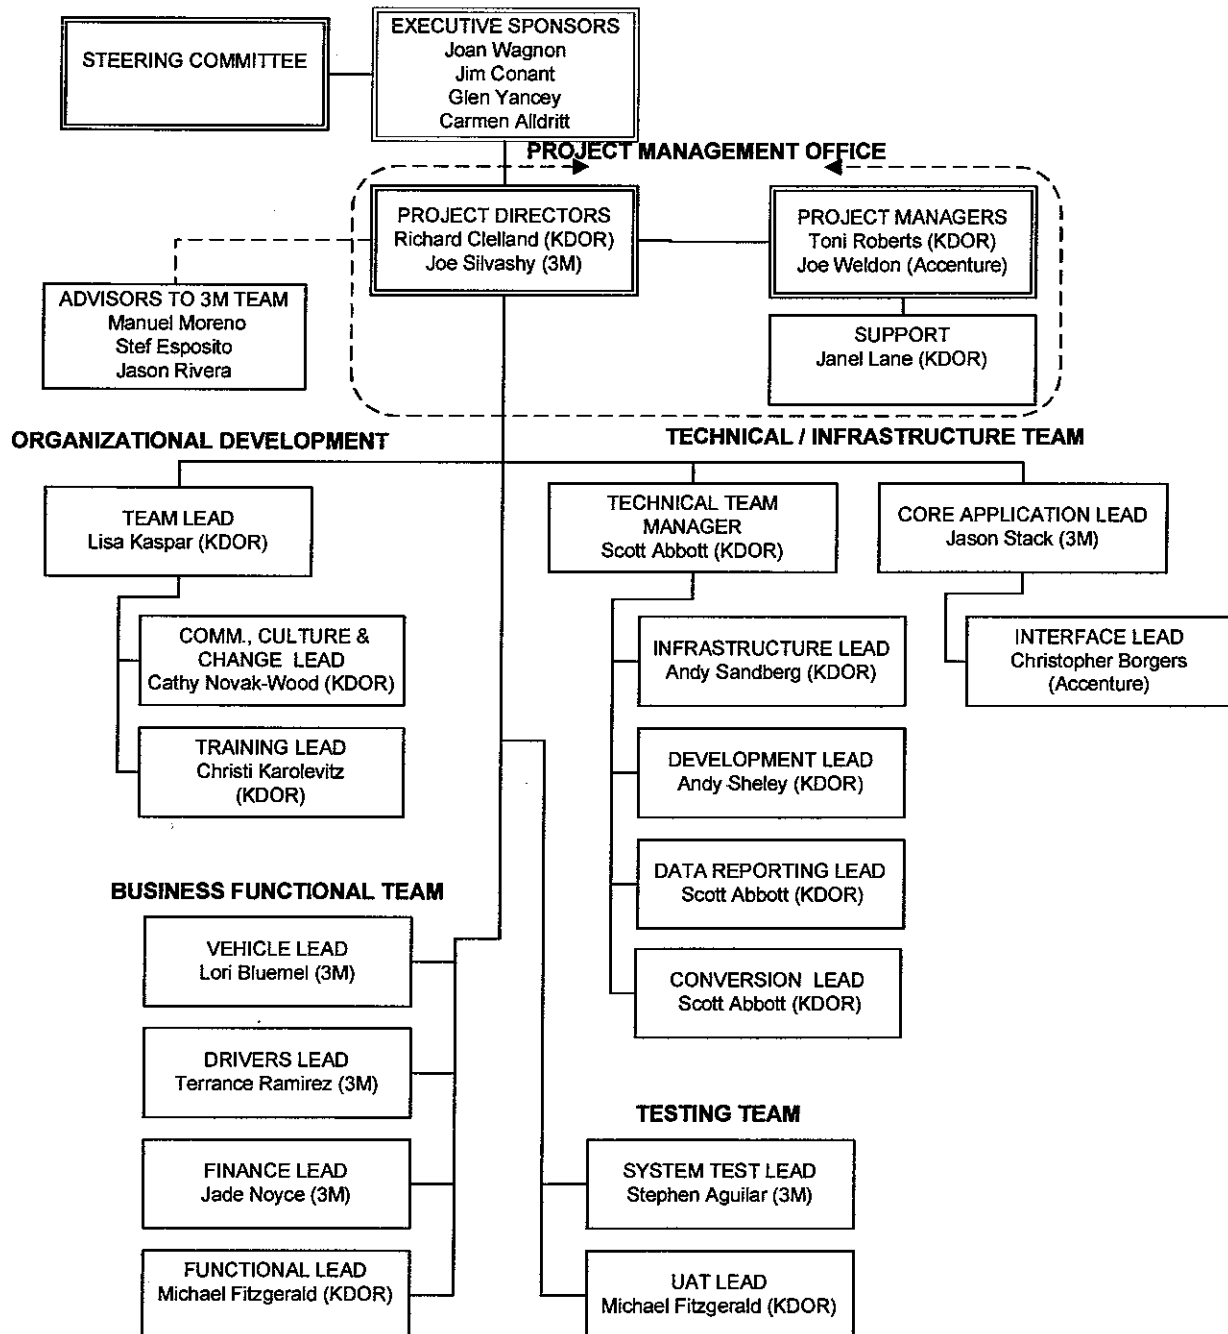 STEERING COMMITTEE
EXECUTIVE SPONSORS
Joan Wagnon
Jim Conant
Glen Yancey
Carmen Alldritt
PROJECT MANAGEMENT OFFICE
PROJECT DIRECTORS
Richard Clelland (KDOR)
Joe Silvashy (3M)
PROJECT MANAGERS
Toni Roberts (KDOR)
Joe Weldon (Accenture)
ADVISORS TO 3M TEAM
Manuel Moreno
Stef Esposito
Jason Rivera
SUPPORT
Janel Lane (KDOR)
ORGANIZATIONAL DEVELOPMENT
TEAM LEAD
Lisa Kaspar (KDOR)
COMM., CULTURE &
CHANGE LEAD
Cathy Novak-Wood (KDOR)
TRAINING LEAD
Christi Karolevitz
(KDOR)
TECHNICAL / INFRASTRUCTURE TEAM
TECHNICAL TEAM
MANAGER
Scott Abbott (KDOR)
CORE APPLICATION LEAD
Jason Stack (3M)
INFRASTRUCTURE LEAD
Andy Sandberg (KDOR)
INTERFACE LEAD
Christopher Borgers
(Accenture)
DEVELOPMENT LEAD
Andy Sheley (KDOR)
DATA REPORTING LEAD
Scott Abbott (KDOR)
CONVERSION LEAD
Scott Abbott (KDOR)
BUSINESS FUNCTIONAL TEAM
VEHICLE LEAD
Lori Bluemel (3M)
DRIVERS LEAD
Terrance Ramirez (3M)
FINANCE LEAD
Jade Noyce (3M)
FUNCTIONAL LEAD
Michael Fitzgerald (KDOR)
TESTING TEAM
SYSTEM TEST LEAD
Stephen Aguilar (3M)
UAT LEAD
Michael Fitzgerald (KDOR)